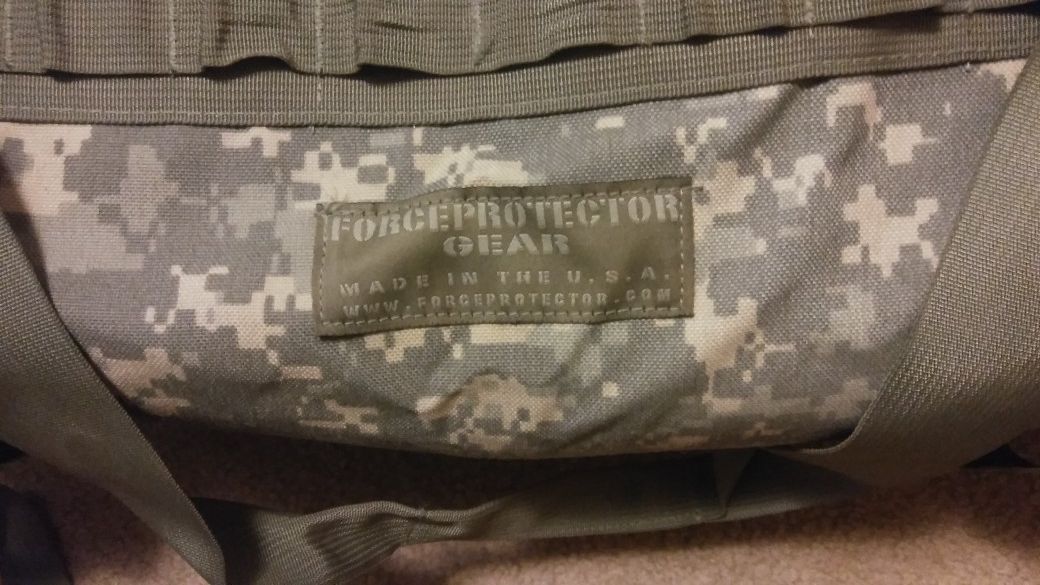 FORCEPROTECTOR
GEAR
MADE IN THE U.S.A.
WWW.FORCEPROTECTOR.COM